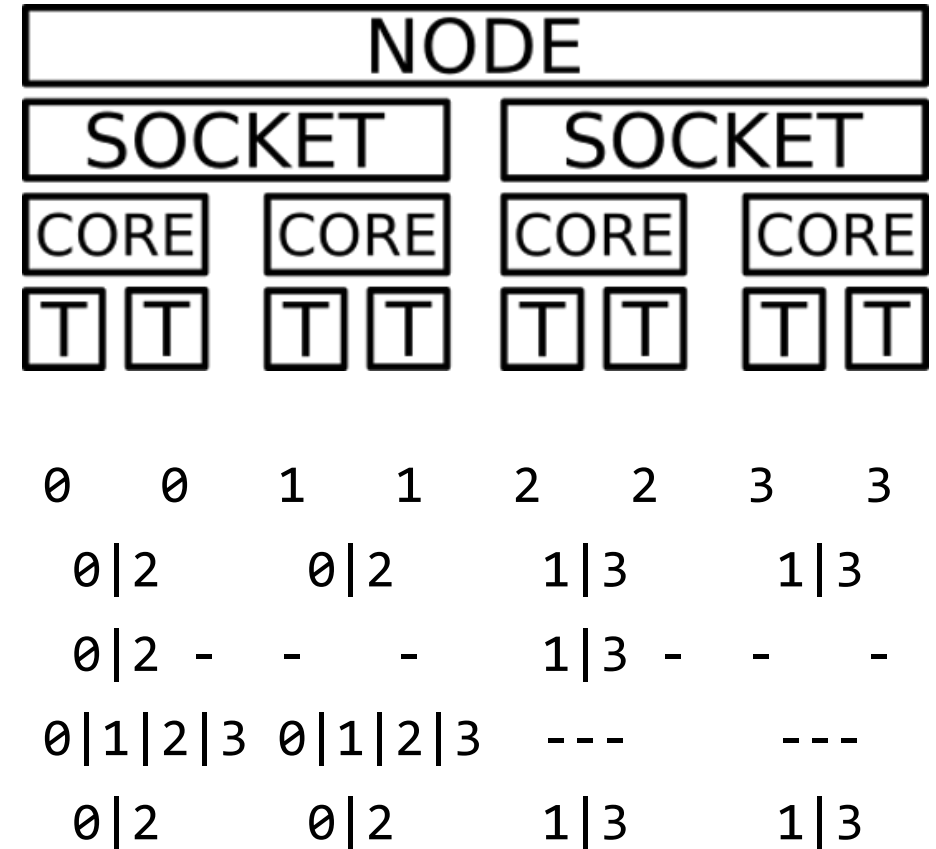 NODE
SOCKET SOCKET
CORE CORE CORE CORE
T T T T T T T T
0 0 1 1 2 2 3 3
0|2 0|2 1|3 1|3
0|2 - - - 1|3 - - -
0|1|2|3 0|1|2|3 --- ---
0|2 0|2 1|3 1|3